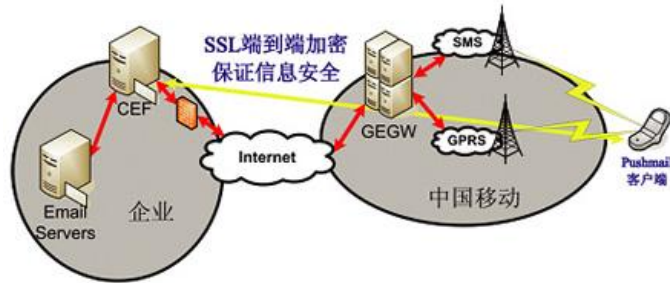 SSL端到端加密
保证信息安全
SMS
CEF
GEGW
Internet
GPRS
Pushmail
客户端
Email
Servers
企业
中国移动